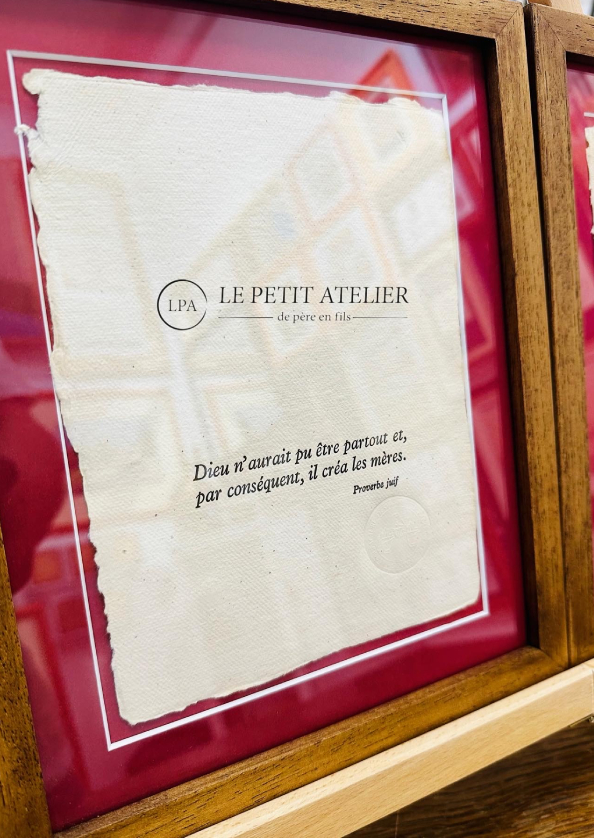 LPA
LE PETIT ATELIER
de père en fils
Dieu n'aurait pu être partout et,
par conséquent, il créa les mères.
Proverbe juif